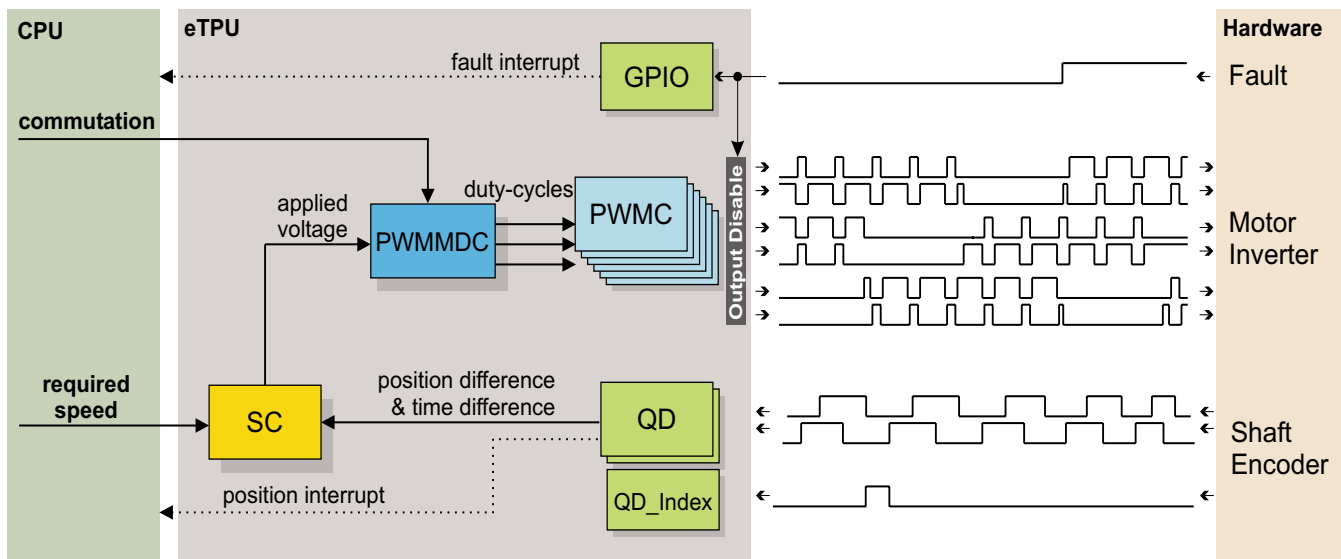 CPU
eTPU
Hardware
fault interrupt
GPIO
Fault
commutation
applied
voltage
PWMMDC
duty-cycles
PWMC
Output Disable
Motor
Inverter
required
speed
SC
position difference
& time difference
QD
Shaft
Encoder
position interrupt
QD_Index